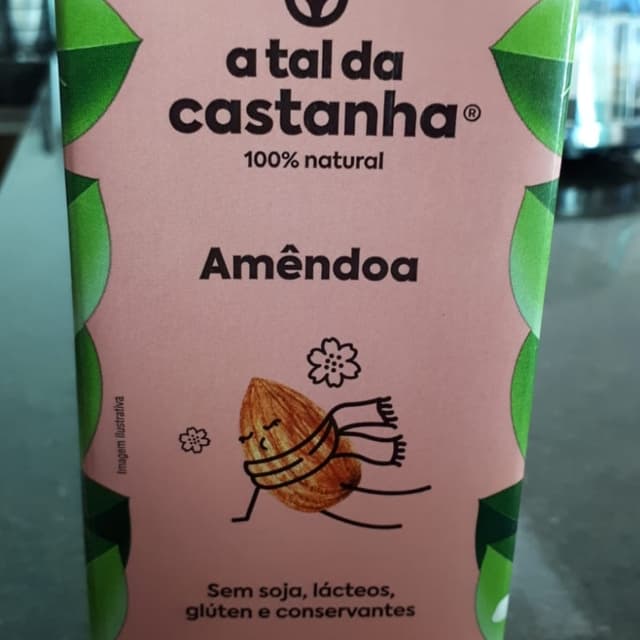 a tal da
castanha®
100% natural
Amêndoa
Imagem ilustrativa
Sem soja, lácteos,
glúten e conservantes